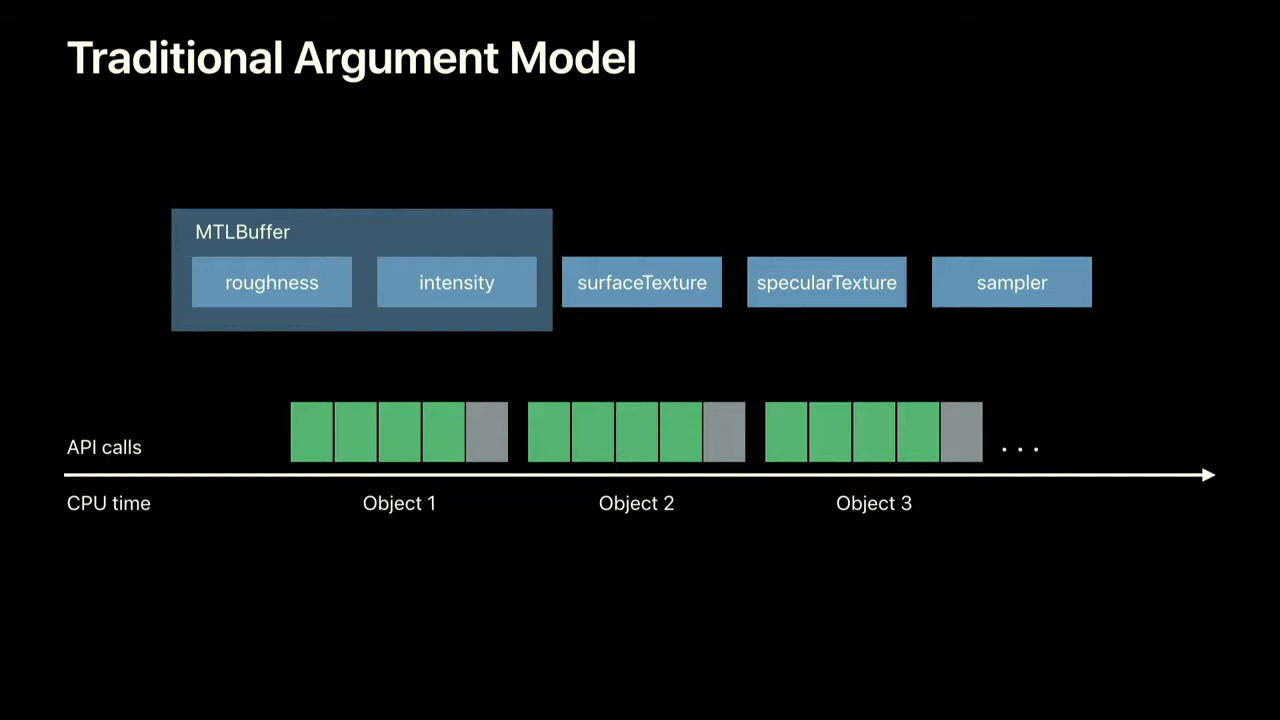 Traditional Argument Model
MTLBuffer
roughness
intensity
surfaceTexture
specularTexture
sampler
API calls
. . .
CPU time
Object 1
Object 2
Object 3